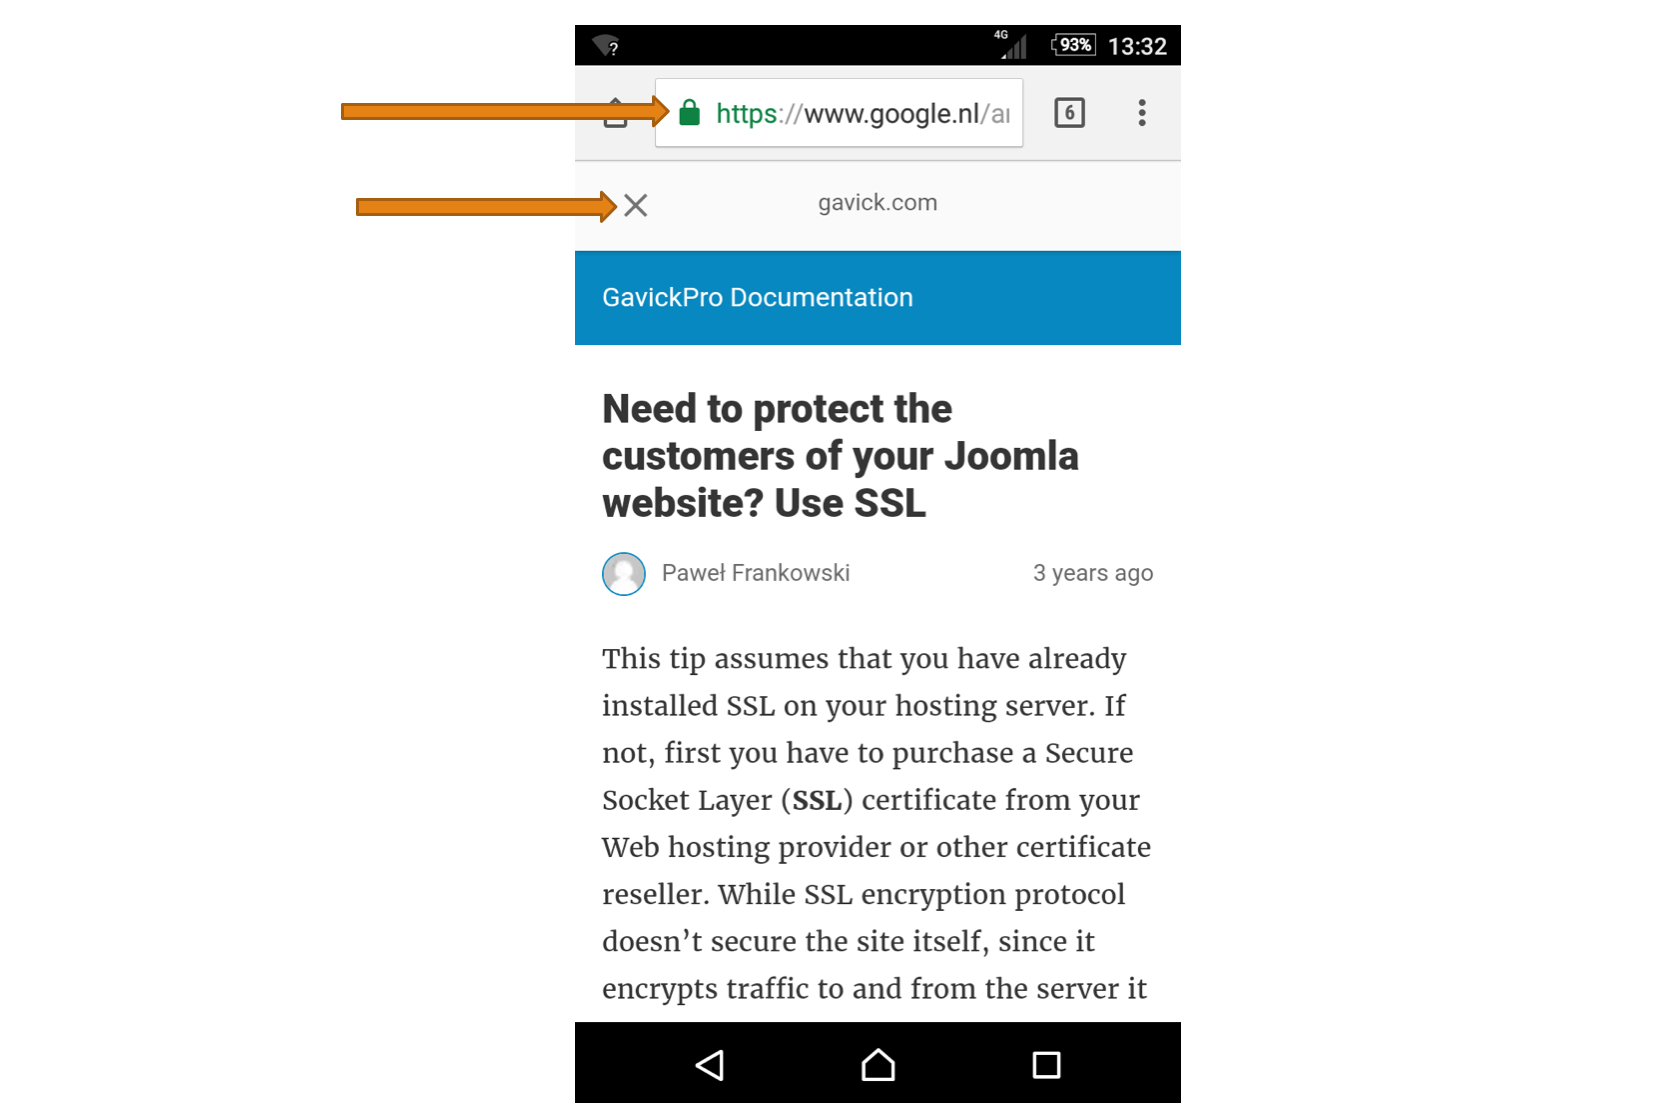 ?
4G
93%
13:32
https://www.google.nl/a
6
gavick.com
GavickPro Documentation
Need to protect the
customers of your Joomla
website? Use SSL
Paweł Frankowski
3 years ago
This tip assumes that you have already
installed SSL on your hosting server. If
not, first you have to purchase a Secure
Socket Layer (SSL) certificate from your
Web hosting provider or other certificate
reseller. While SSL encryption protocol
doesn’t secure the site itself, since it
encrypts traffic to and from the server it